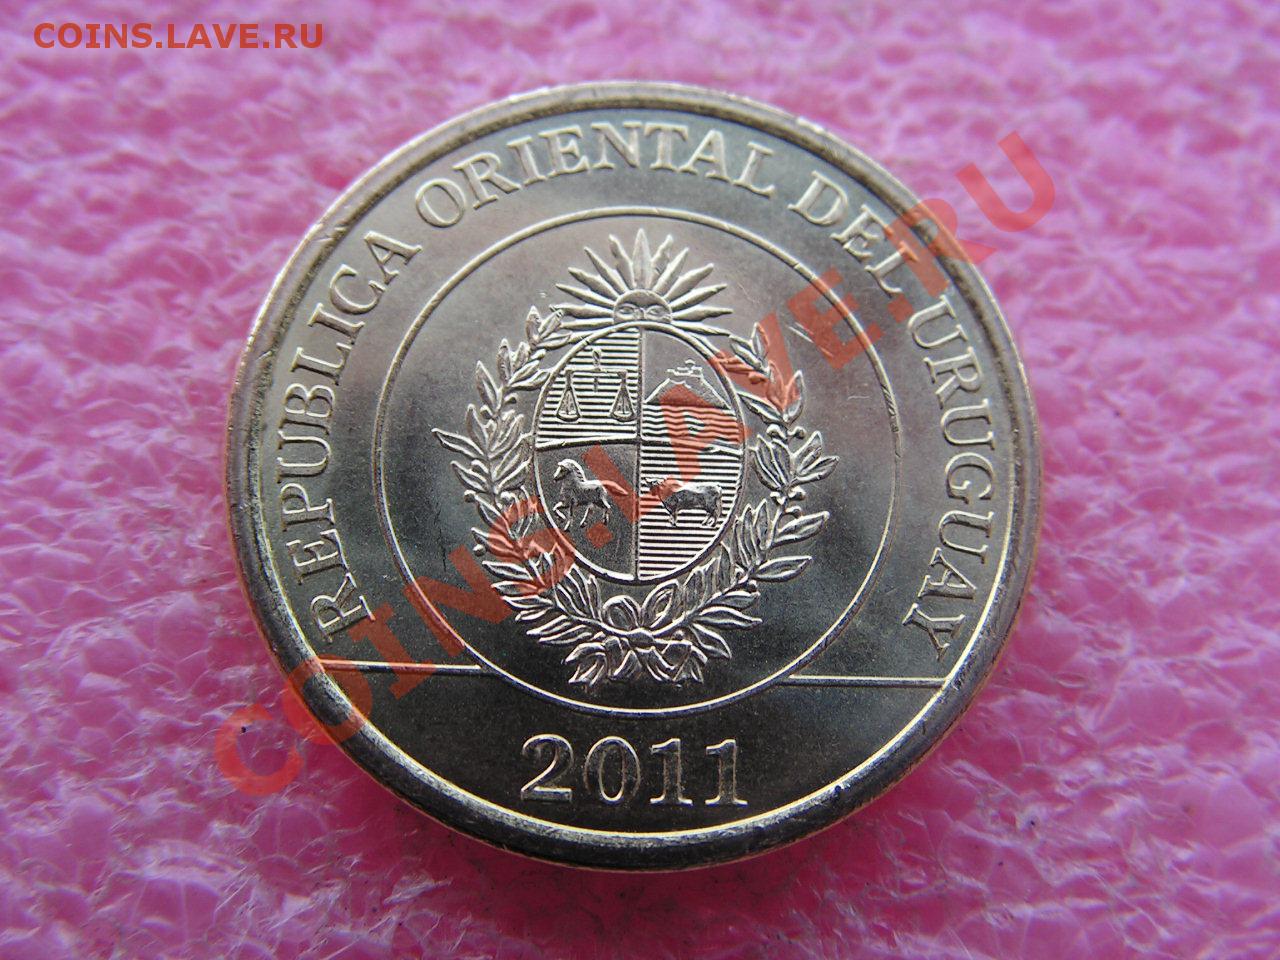 COINS.LAVE.RU
REPUBLICA ORIENTAL DEL URUGUAY
COINS.LAVE.RU
2011